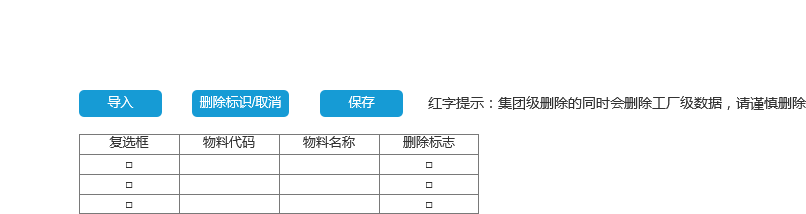 导入 删除标识/取消 保存 红字提示：集团级删除的同时会删除工厂级数据，请谨慎删除
复选框 物料代码 物料名称 删除标志